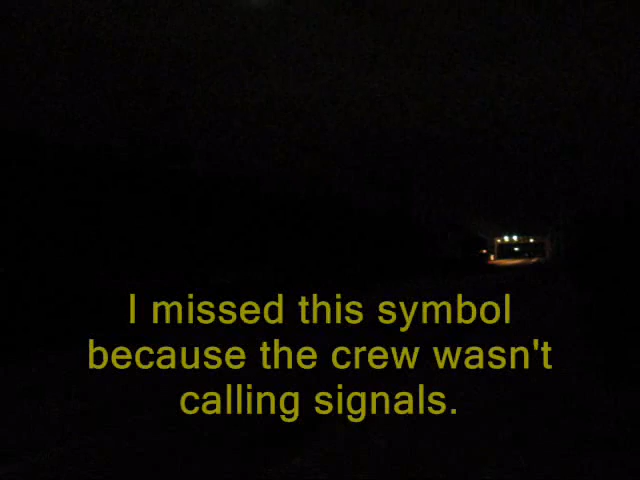 I missed this symbol
because the crew wasn't
calling signals.